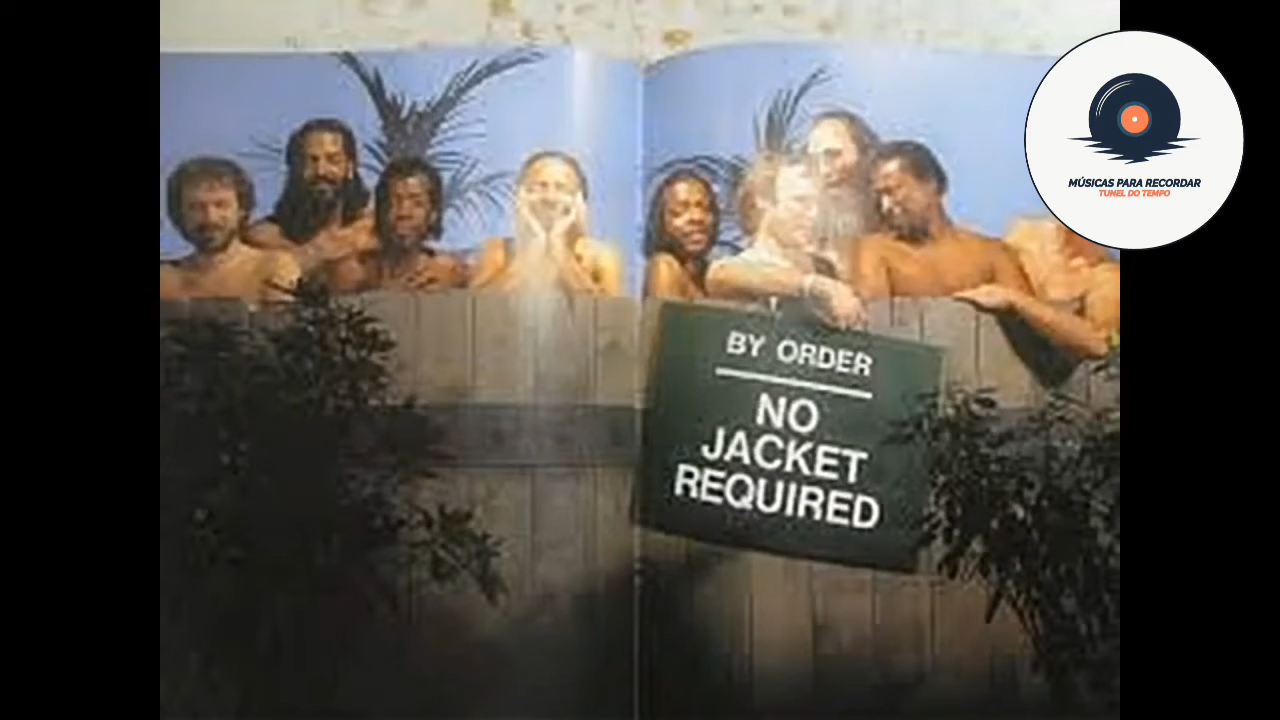 MÚSICAS PARA RECORDAR
TUNEL DO TEMPO
BY ORDER
NO
JACKET
REQUIRED